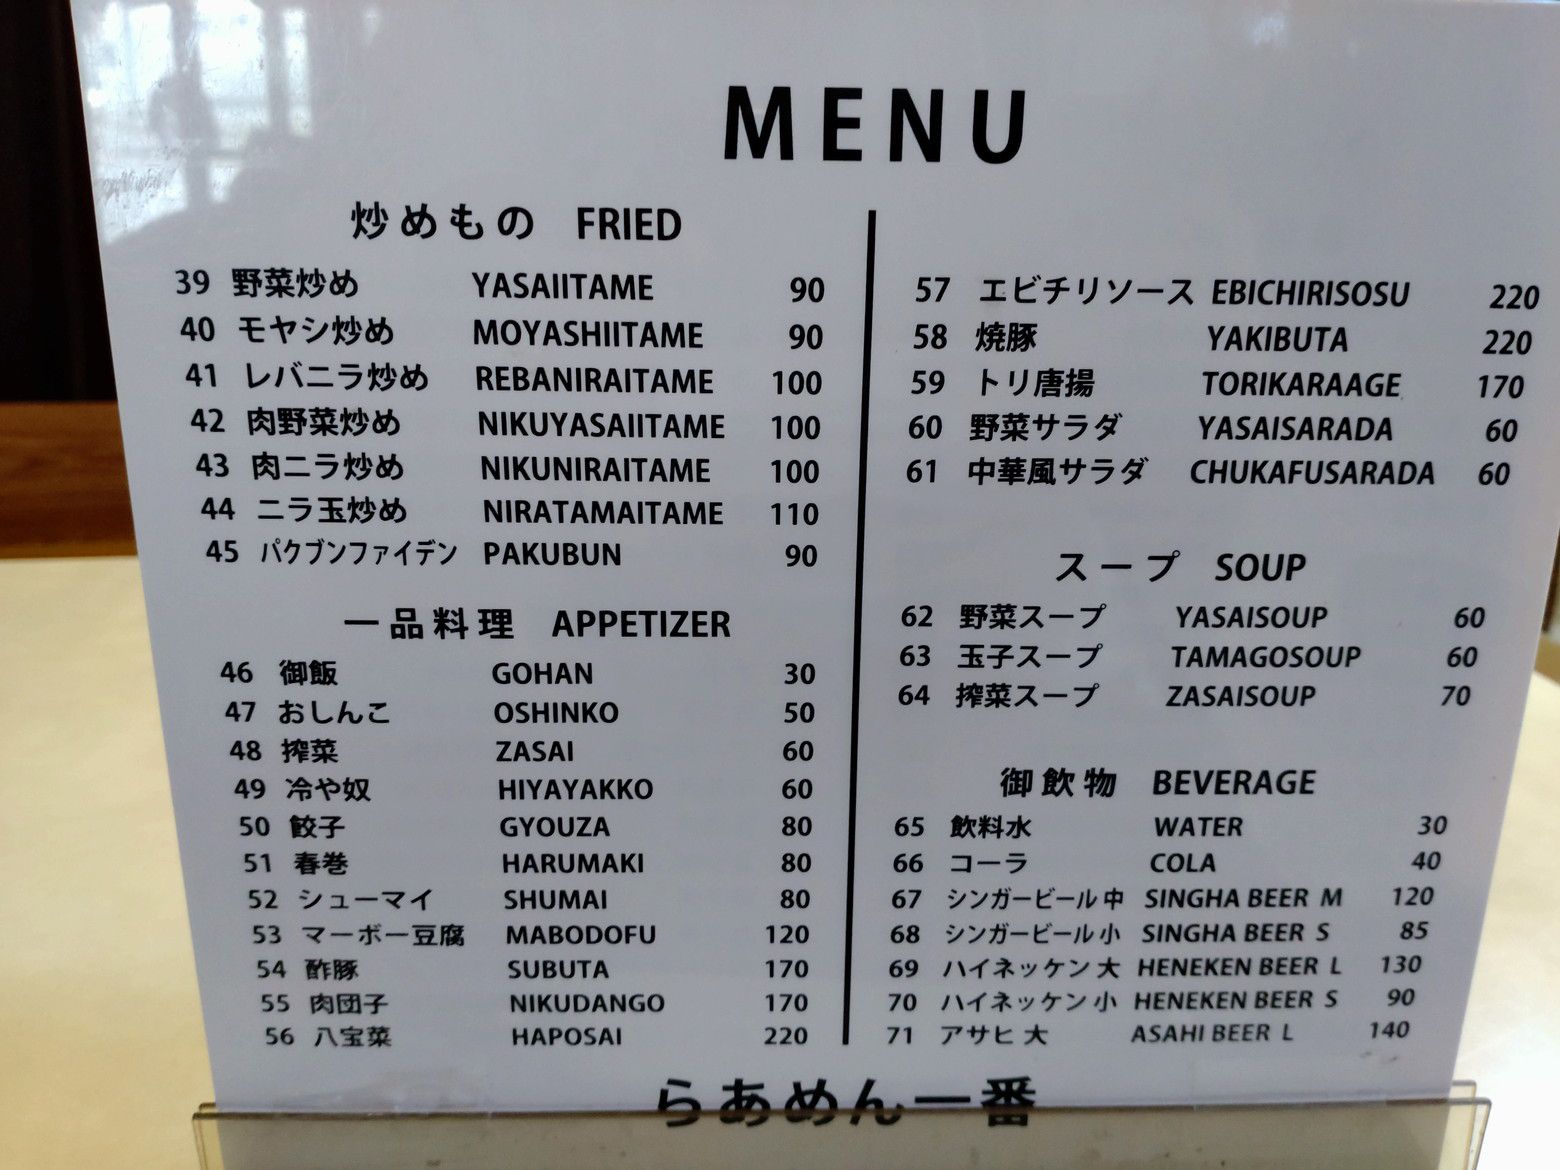 MENU
炒めもの FRIED
39 野菜炒め YASAIITAME 90
40 モヤシ炒め MOYASHIITAME 90
41 レバニラ炒め REBANIRAITAME 100
42 肉野菜炒め NIKUYASAIITAME 100
43 肉ニラ炒め NIKUNIRAITAME 100
44 ニラ玉炒め NIRATAMAITAME 110
45 パクブンファイデン PAKUBUN 90
一品料理 APPETIZER
46 御飯 GOHAN 30
47 おしんこ OSHINKO 50
48 搾菜 ZASAI 60
49 冷や奴 HIYAYAKKO 60
50 餃子 GYOUZA 80
51 春巻 HARUMAKI 80
52 シューマイ SHUMAI 80
53 マーボー豆腐 MABODOFU 120
54 酢豚 SUBUTA 170
55 肉団子 NIKUDANGO 170
56 八宝菜 HAPOSAI 220
57 エビチリソース EBICHIRISOSU 220
58 焼豚 YAKIBUTA 220
59 トリ唐揚 TORIKARAAGE 170
60 野菜サラダ YASAISARADA 60
61 中華風サラダ CHUKAFUSARADA 60
スープ SOUP
62 野菜スープ YASAISOUP 60
63 玉子スープ TAMAGOSOUP 60
64 搾菜スープ ZASAISOUP 70
御飲物 BEVERAGE
65 飲料水 WATER 30
66 コーラ COLA 40
67 シンガービール 中 SINGHA BEER M 120
68 シンガービール 小 SINGHA BEER S 85
69 ハイネッケン 大 HENEKEN BEER L 130
70 ハイネッケン 小 HENEKEN BEER S 90
71 アサヒ 大 ASAHI BEER L 140
らあめん一番